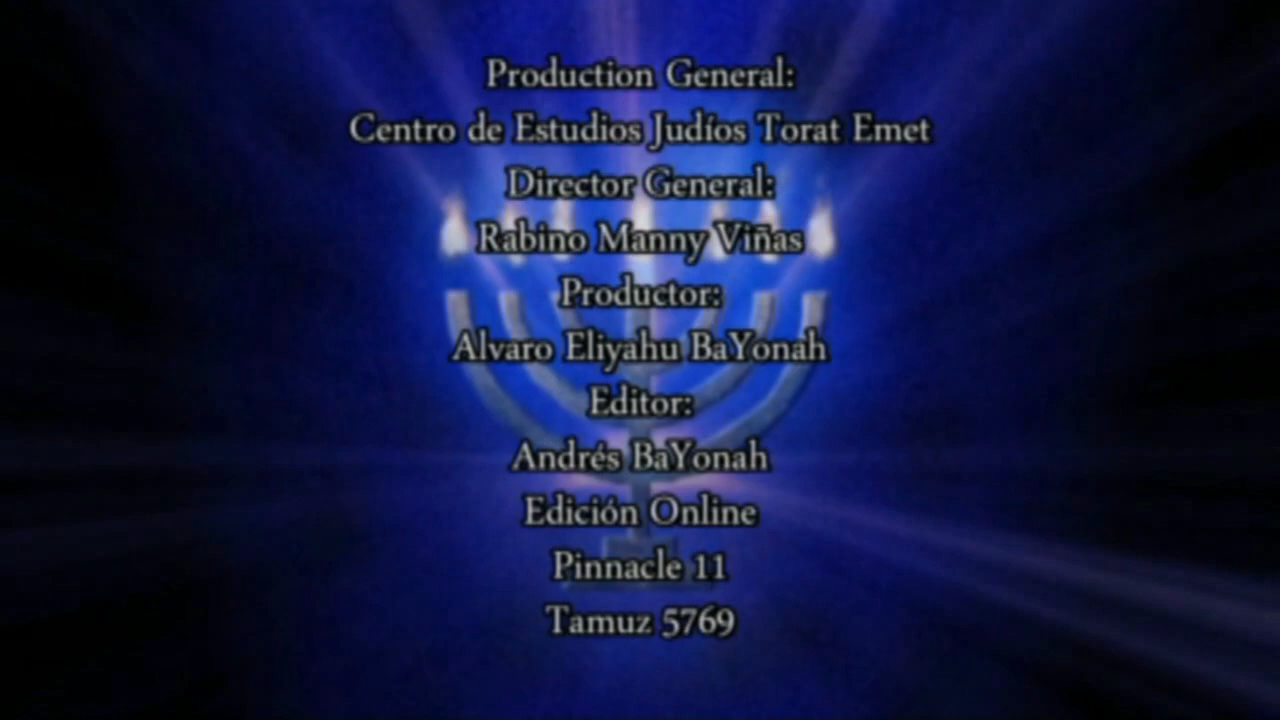 Production General:
Centro de Estudios Judíos Torat Emet
Director General:
Rabino Manny Viñas
Productor:
Alvaro Eliyahu BaYonah
Editor:
Andrés BaYonah
Edición Online
Pinnacle 11
Tamuz 5769